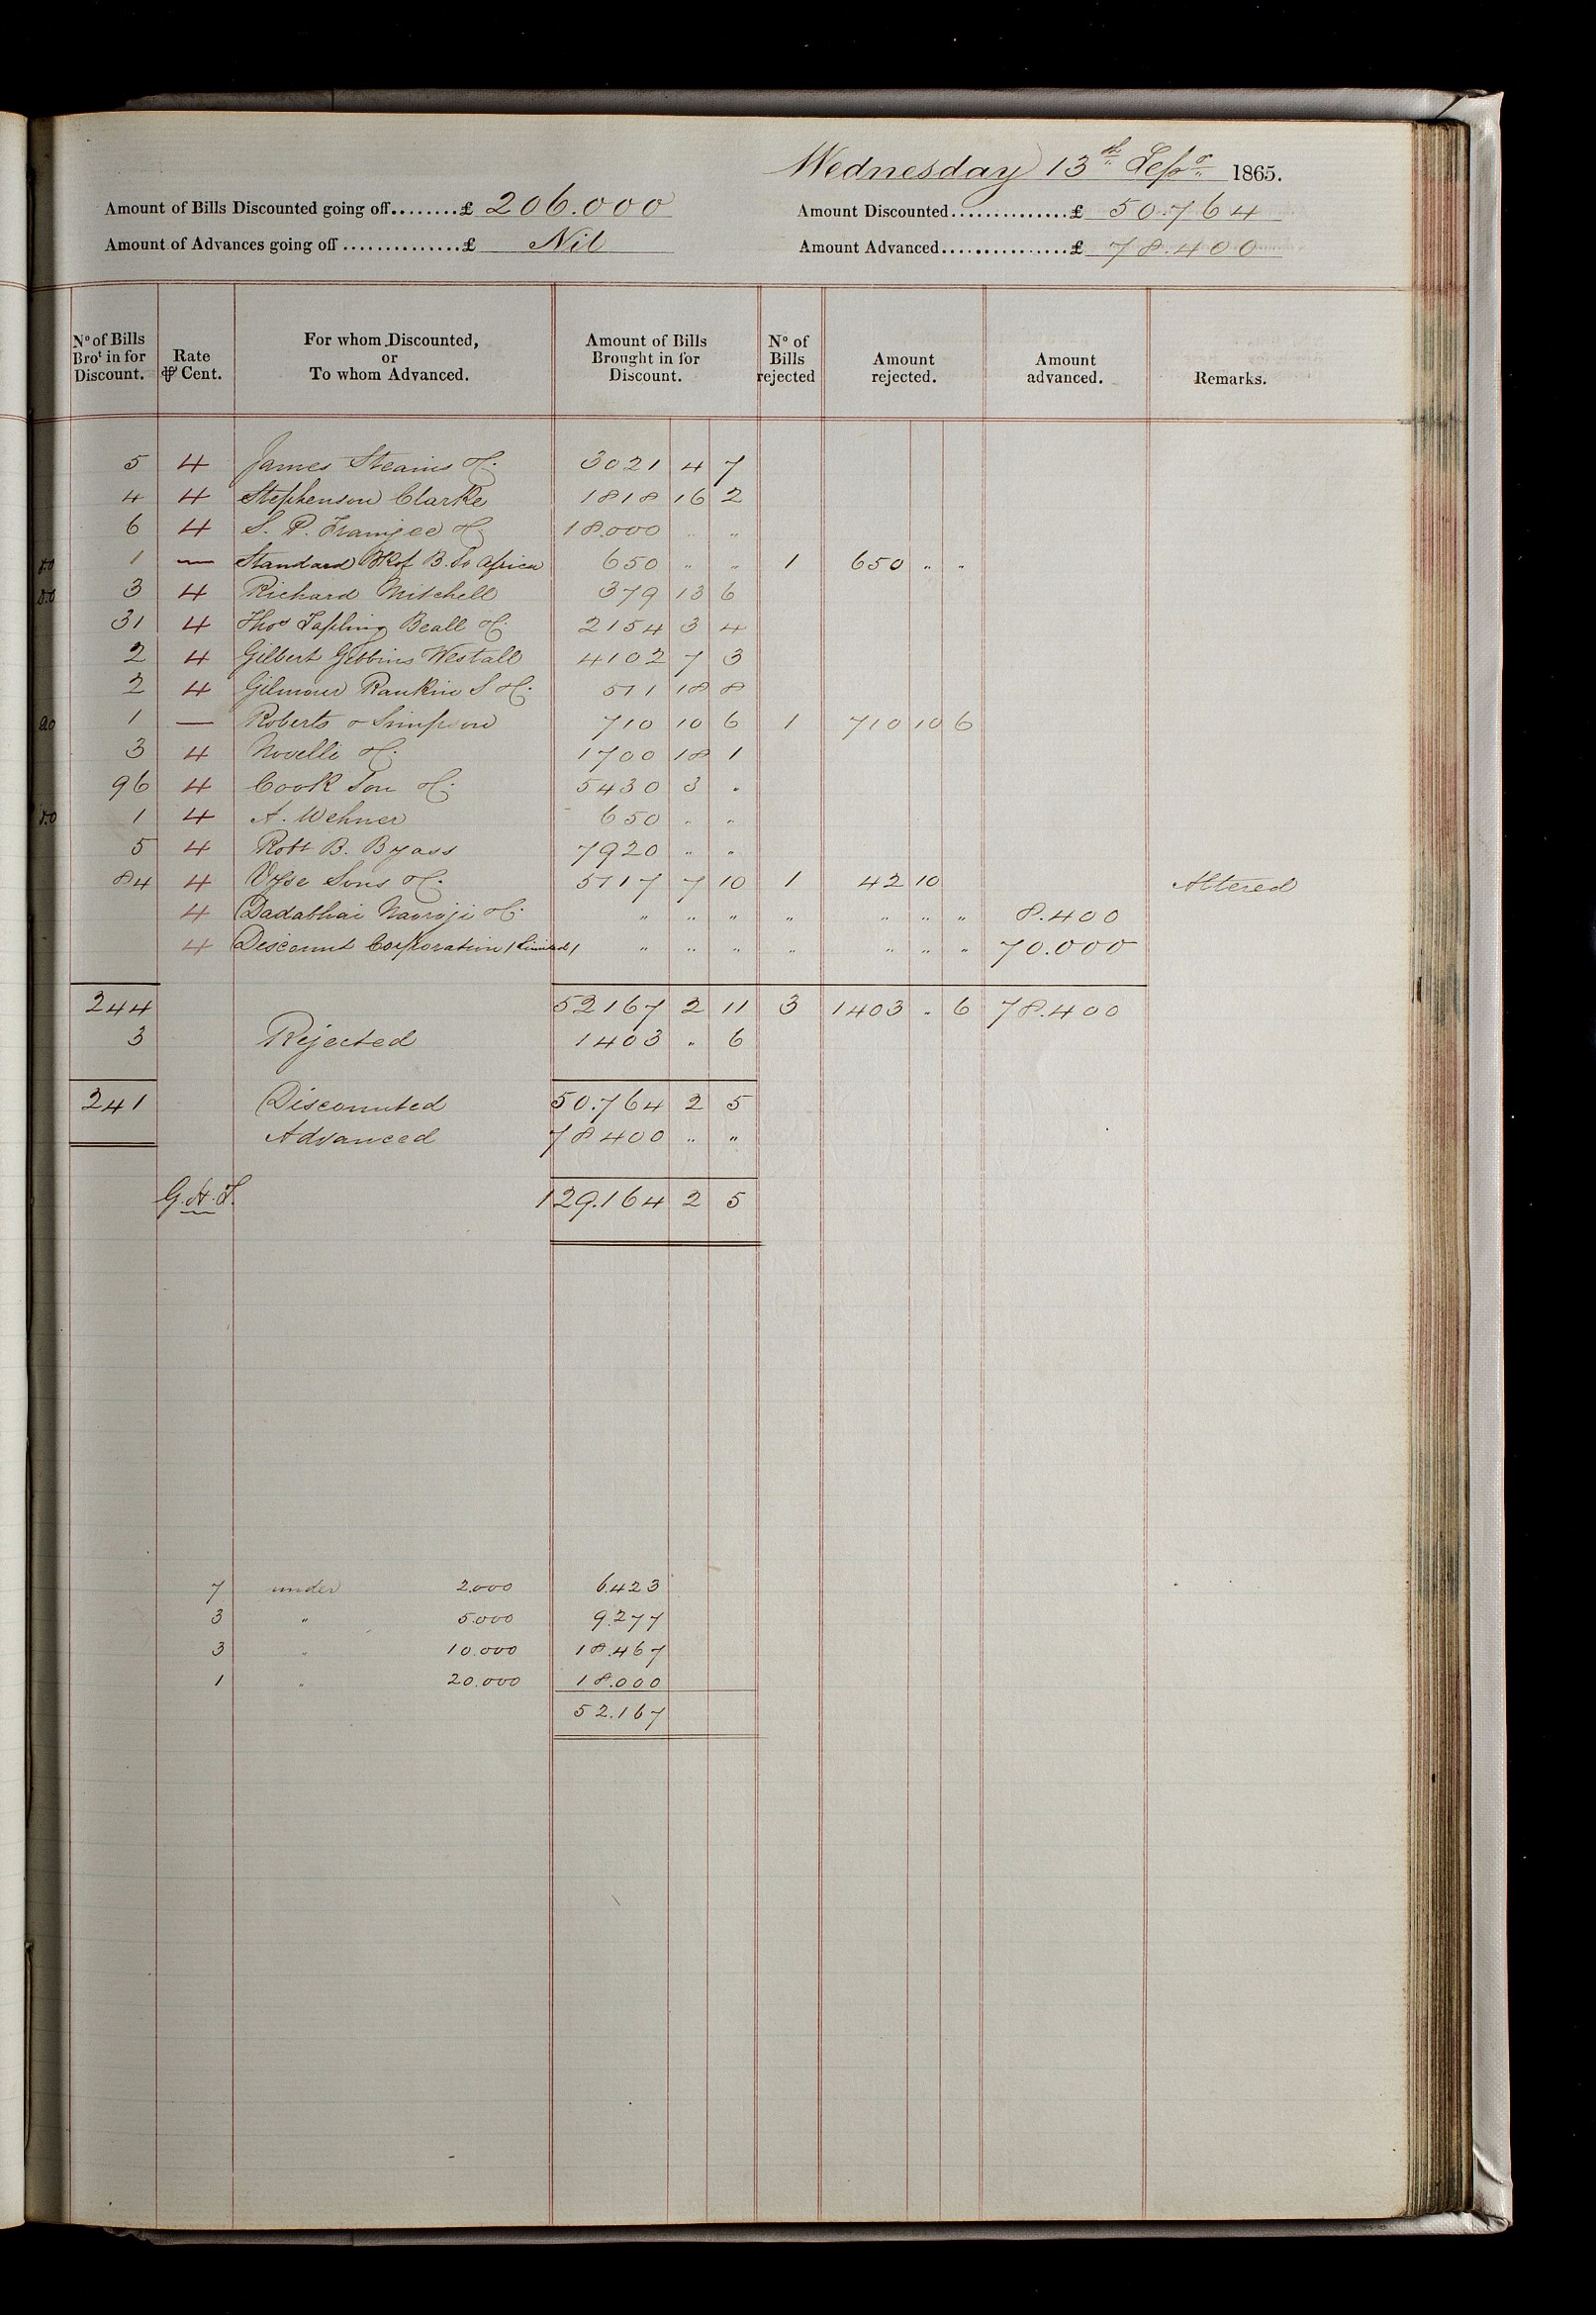 Wednesday 13th Sepr 1865.
Amount of Bills Discounted going off........£ 206.000 Amount Discounted..............£ 50.764
Amount of Advances going off..............£ Nil Amount Advanced................£ 78.400
No of Bills Brot in for Discount. Rate ⅌ Cent. For whom Discounted, or To whom Advanced. Amount of Bills Brought in for Discount. No of Bills rejected Amount rejected. Amount advanced. Remarks.
5 4 James Steains & Co. 3021 4 7
4 4 Stephenson Clarke 1818 16 2
6 4 S. P. Framjee & Co 18.000 " "
1 — Standard Bk of B. So Africa 650 " " 1 650 " "
3 4 Richard Mitchell 379 13 6
31 4 Thos Tapling Beall & Co. 2154 3 4
2 4 Gilbert Gibbins Westall 4102 7 3
2 4 Gilmour Rankin S & Co. 511 18 8
1 — Roberts & Simpson 710 10 6 1 710 10 6
3 4 Novelli & Co. 1700 18 1
96 4 Cook Son & Co. 5430 3 "
1 4 A. Wehner 650 " "
5 4 Robt B. Byass 7920 " "
84 4 Vyse Sons & Co. 5117 7 10 1 42 10 Altered
4 Dadabhai Naoroji & Co. " " " " " " " 8.400
4 Discount Corporation (Limited) " " " " " " " 70.000
244 52167 2 11 3 1403 " 6 78.400
3 Rejected 1403 " 6
241 Discounted 50.764 2 5
Advanced 78400 " "
G.A.T. 129.164 2 5
7 under 2.000 6.423
3 " 5.000 9.277
3 " 10.000 18.467
1 " 20.000 18.000
52.167